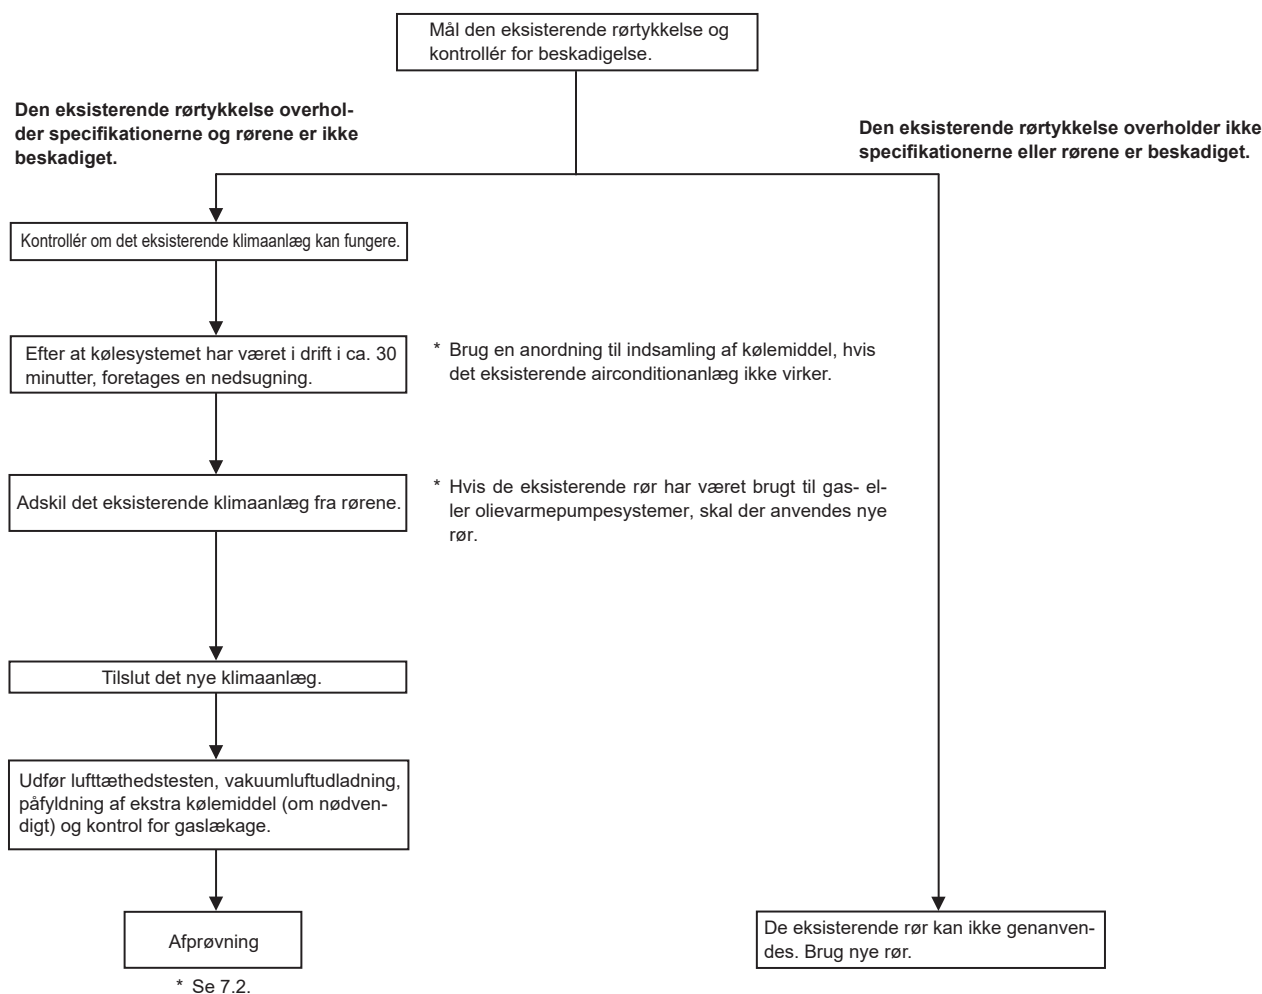 Mål den eksisterende rørtykkelse og
kontrollér for beskadigelse.
Den eksisterende rørtykkelse overhol-
der specifikationerne og rørene er ikke
beskadiget.
Den eksisterende rørtykkelse overholder ikke
specifikationerne eller rørene er beskadiget.
Kontrollér om det eksisterende klimaanlæg kan fungere.
Efter at kølesystemet har været i drift i ca. 30
minutter, foretages en nedsugning.
* Brug en anordning til indsamling af kølemiddel, hvis
det eksisterende airconditionanlæg ikke virker.
Adskil det eksisterende klimaanlæg fra rørene.
* Hvis de eksisterende rør har været brugt til gas- el-
ler olievarmepumpesystemer, skal der anvendes nye
rør.
Tilslut det nye klimaanlæg.
Udfør lufttæthedstesten, vakuumluftudladning,
påfyldning af ekstra kølemiddel (om nødven-
digt) og kontrol for gaslækage.
Afprøvning
* Se 7.2.
De eksisterende rør kan ikke genanven-
des. Brug nye rør.